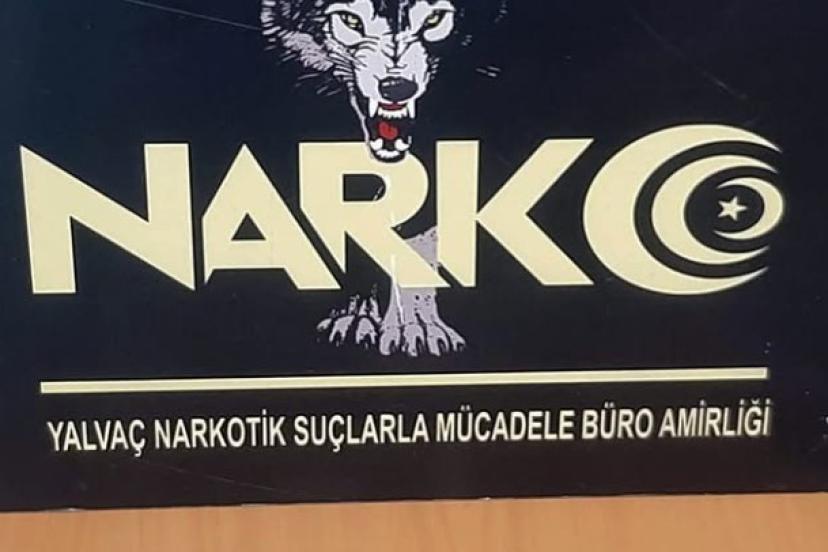 NARKO
YALVAÇ NARKOTİK SUÇLARLA MÜCADELE BÜRO AMİRLİĞİ